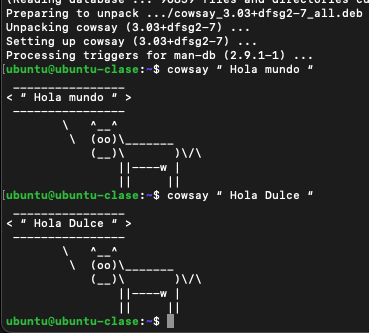 (Reading database ... 90639 files and directories cu
Preparing to unpack .../cowsay_3.03+dfsg2-7_all.deb
Unpacking cowsay (3.03+dfsg2-7) ...
Setting up cowsay (3.03+dfsg2-7) ...
Processing triggers for man-db (2.9.1-1) ...
[ubuntu@ubuntu-clase:~$ cowsay “ Hola mundo “
 ________________
< “ Hola mundo “ >
 ----------------
        \   ^__^
         \  (oo)\_______
            (__)\       )\/\
                ||----w |
                ||     ||
[ubuntu@ubuntu-clase:~$ cowsay “ Hola Dulce “
 ________________
< “ Hola Dulce “ >
 ----------------
        \   ^__^
         \  (oo)\_______
            (__)\       )\/\
                ||----w |
                ||     ||
ubuntu@ubuntu-clase:~$